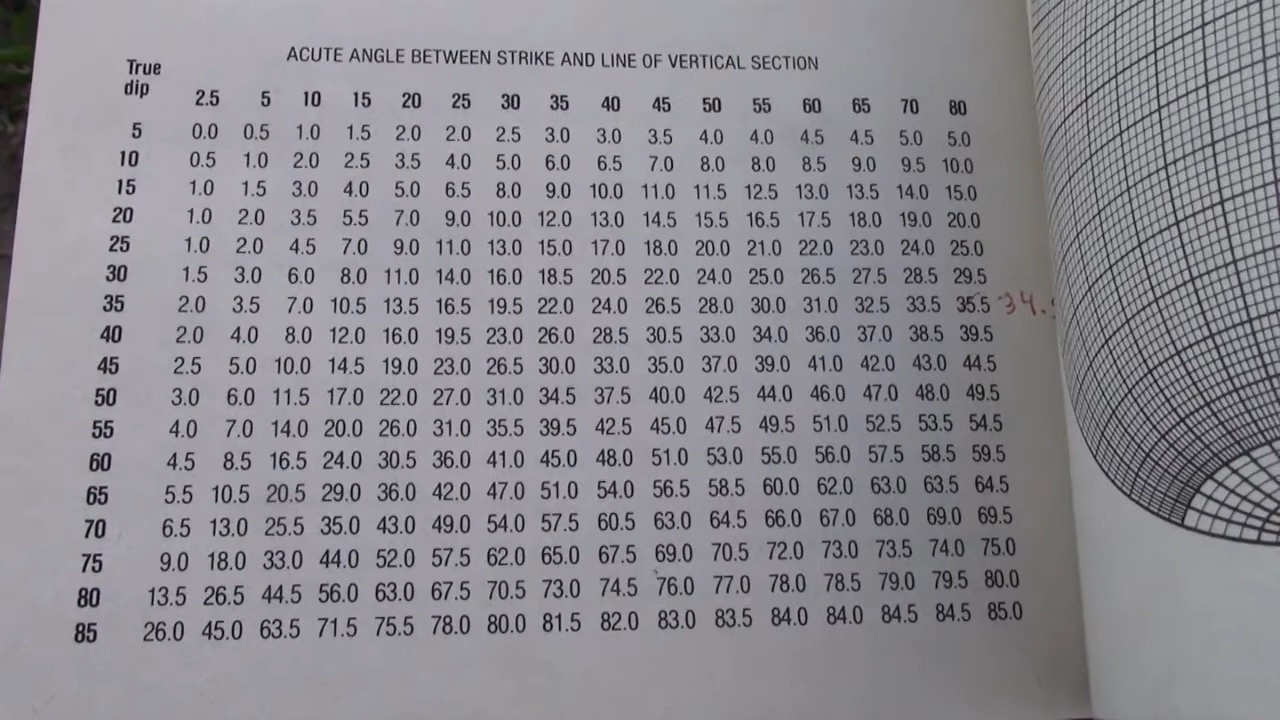 ACUTE ANGLE BETWEEN STRIKE AND LINE OF VERTICAL SECTION
True
dip
2.5 5 10 15 20 25 30 35 40 45 50 55 60 65 70 80
5 0.0 0.5 1.0 1.5 2.0 2.0 2.5 3.0 3.0 3.5 4.0 4.0 4.5 4.5 5.0 5.0
10 0.5 1.0 2.0 2.5 3.5 4.0 5.0 6.0 6.5 7.0 8.0 8.0 8.5 9.0 9.5 10.0
15 1.0 1.5 3.0 4.0 5.0 6.5 8.0 9.0 10.0 11.0 11.5 12.5 13.0 13.5 14.0 15.0
20 1.0 2.0 3.5 5.5 7.0 9.0 10.0 12.0 13.0 14.5 15.5 16.5 17.5 18.0 19.0 20.0
25 1.0 2.0 4.5 7.0 9.0 11.0 13.0 15.0 17.0 18.0 20.0 21.0 22.0 23.0 24.0 25.0
30 1.5 3.0 6.0 8.0 11.0 14.0 16.0 18.5 20.5 22.0 24.0 25.0 26.5 27.5 28.5 29.5
35 2.0 3.5 7.0 10.5 13.5 16.5 19.5 22.0 24.0 26.5 28.0 30.0 31.0 32.5 33.5 35.5
40 2.0 4.0 8.0 12.0 16.0 19.5 23.0 26.0 28.5 30.5 33.0 34.0 36.0 37.0 38.5 39.5
45 2.5 5.0 10.0 14.5 19.0 23.0 26.5 30.0 33.0 35.0 37.0 39.0 41.0 42.0 43.0 44.5
50 3.0 6.0 11.5 17.0 22.0 27.0 31.0 34.5 37.5 40.0 42.5 44.0 46.0 47.0 48.0 49.5
55 4.0 7.0 14.0 20.0 26.0 31.0 35.5 39.5 42.5 45.0 47.5 49.5 51.0 52.5 53.5 54.5
60 4.5 8.5 16.5 24.0 30.5 36.0 41.0 45.0 48.0 51.0 53.0 55.0 56.0 57.5 58.5 59.5
65 5.5 10.5 20.5 29.0 36.0 42.0 47.0 51.0 54.0 56.5 58.5 60.0 62.0 63.0 63.5 64.5
70 6.5 13.0 25.5 35.0 43.0 49.0 54.0 57.5 60.5 63.0 64.5 66.0 67.0 68.0 69.0 69.5
75 9.0 18.0 33.0 44.0 52.0 57.5 62.0 65.0 67.5 69.0 70.5 72.0 73.0 73.5 74.0 75.0
80 13.5 26.5 44.5 56.0 63.0 67.5 70.5 73.0 74.5 76.0 77.0 78.0 78.5 79.0 79.5 80.0
85 26.0 45.0 63.5 71.5 75.5 78.0 80.0 81.5 82.0 83.0 83.5 84.0 84.0 84.5 84.5 85.0